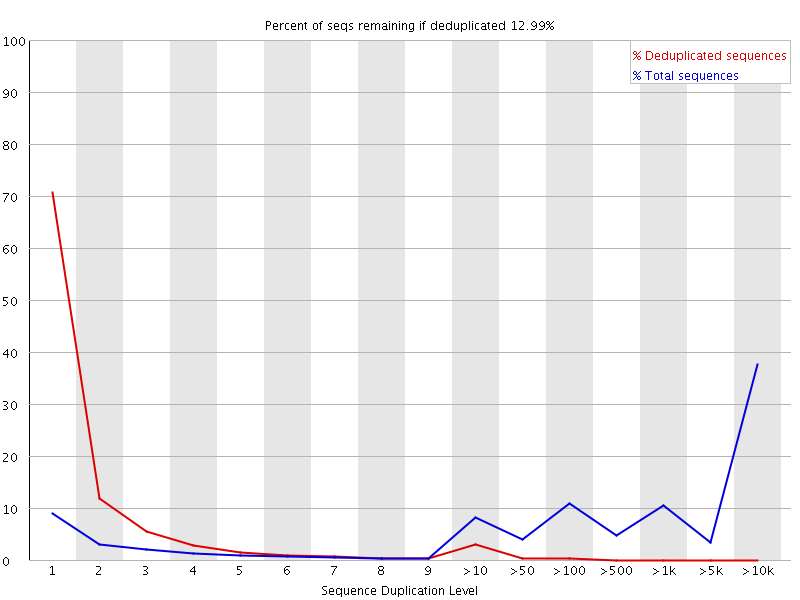 Percent of seqs remaining if deduplicated 12.99%
% Deduplicated sequences
% Total sequences
100
90
80
70
60
50
40
30
20
10
0
1 2 3 4 5 6 7 8 9 >10 >50 >100 >500 >1k >5k >10k
Sequence Duplication Level